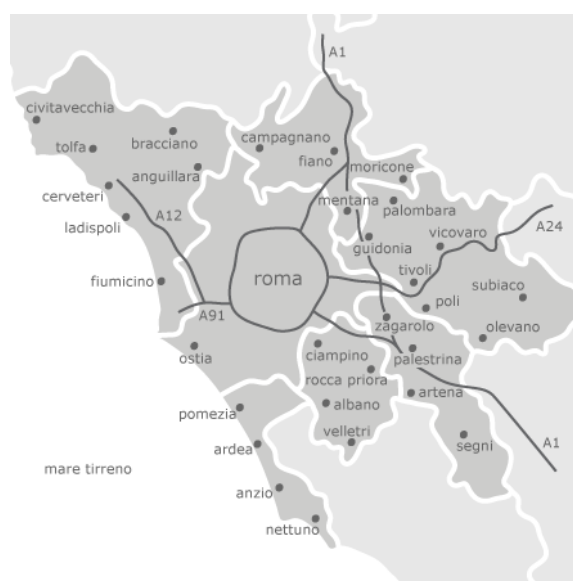 A1
civitavecchia
campagnano
tolfa
bracciano
fiano
moricone
anguillara
cerveteri
mentana
palombara
A12
ladispoli
A24
vicovaro
guidonia
roma
tivoli
fiumicino
subiaco
poli
A91
zagarolo
olevano
ostia
ciampino
palestrina
rocca priora
artena
albano
pomezia
velletri
segni
A1
ardea
mare tirreno
anzio
nettuno